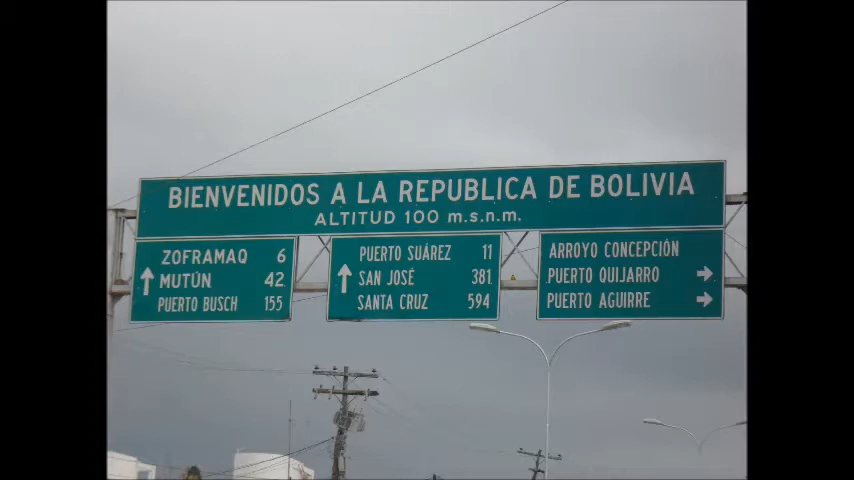 BIENVENIDOS A LA REPUBLICA DE BOLIVIA
ALTITUD 100 m.s.n.m.
ZOFRAMAQ 6
MUTÚN 42
PUERTO BUSCH 155
PUERTO SUÁREZ 11
SAN JOSÉ 381
SANTA CRUZ 594
ARROYO CONCEPCIÓN
PUERTO QUIJARRO
PUERTO AGUIRRE